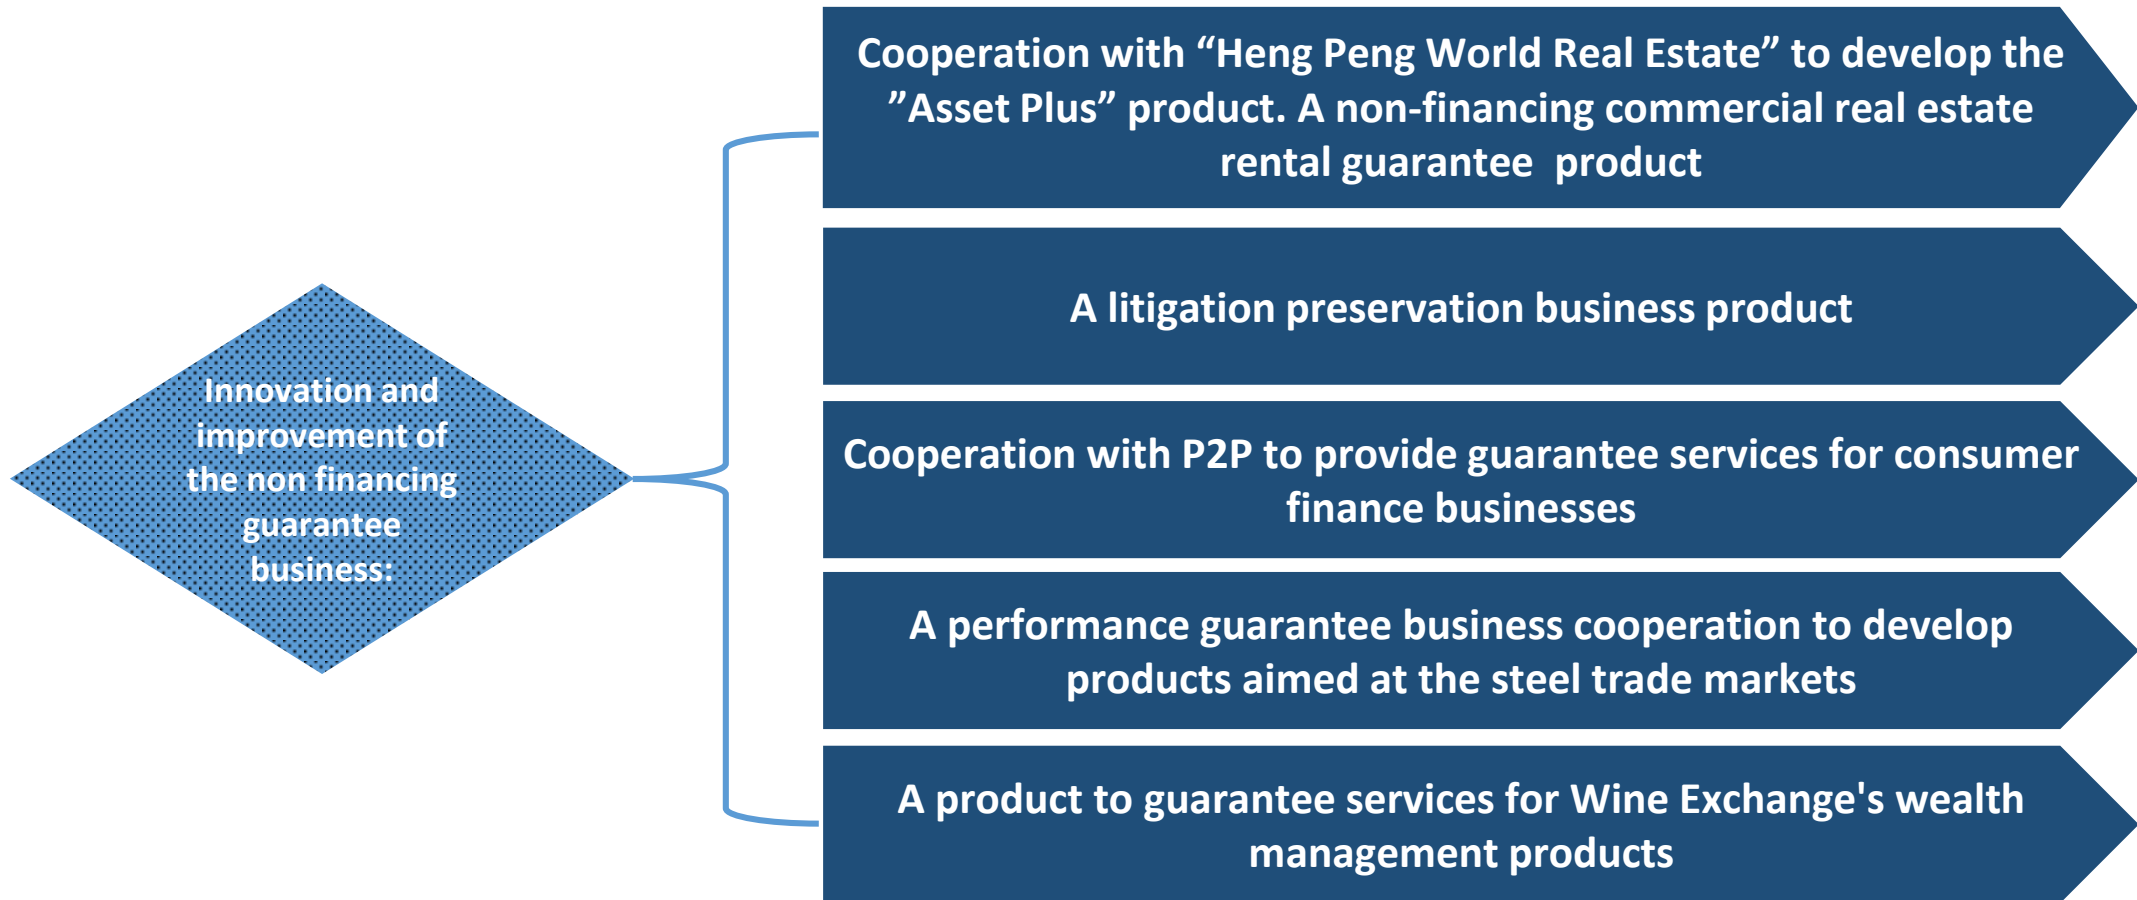 Innovation and
improvement of
the non financing
guarantee
business:
Cooperation with “Heng Peng World Real Estate” to develop the
”Asset Plus” product. A non-financing commercial real estate
rental guarantee  product
A litigation preservation business product
Cooperation with P2P to provide guarantee services for consumer
finance businesses
A performance guarantee business cooperation to develop
products aimed at the steel trade markets
A product to guarantee services for Wine Exchange's wealth
management products